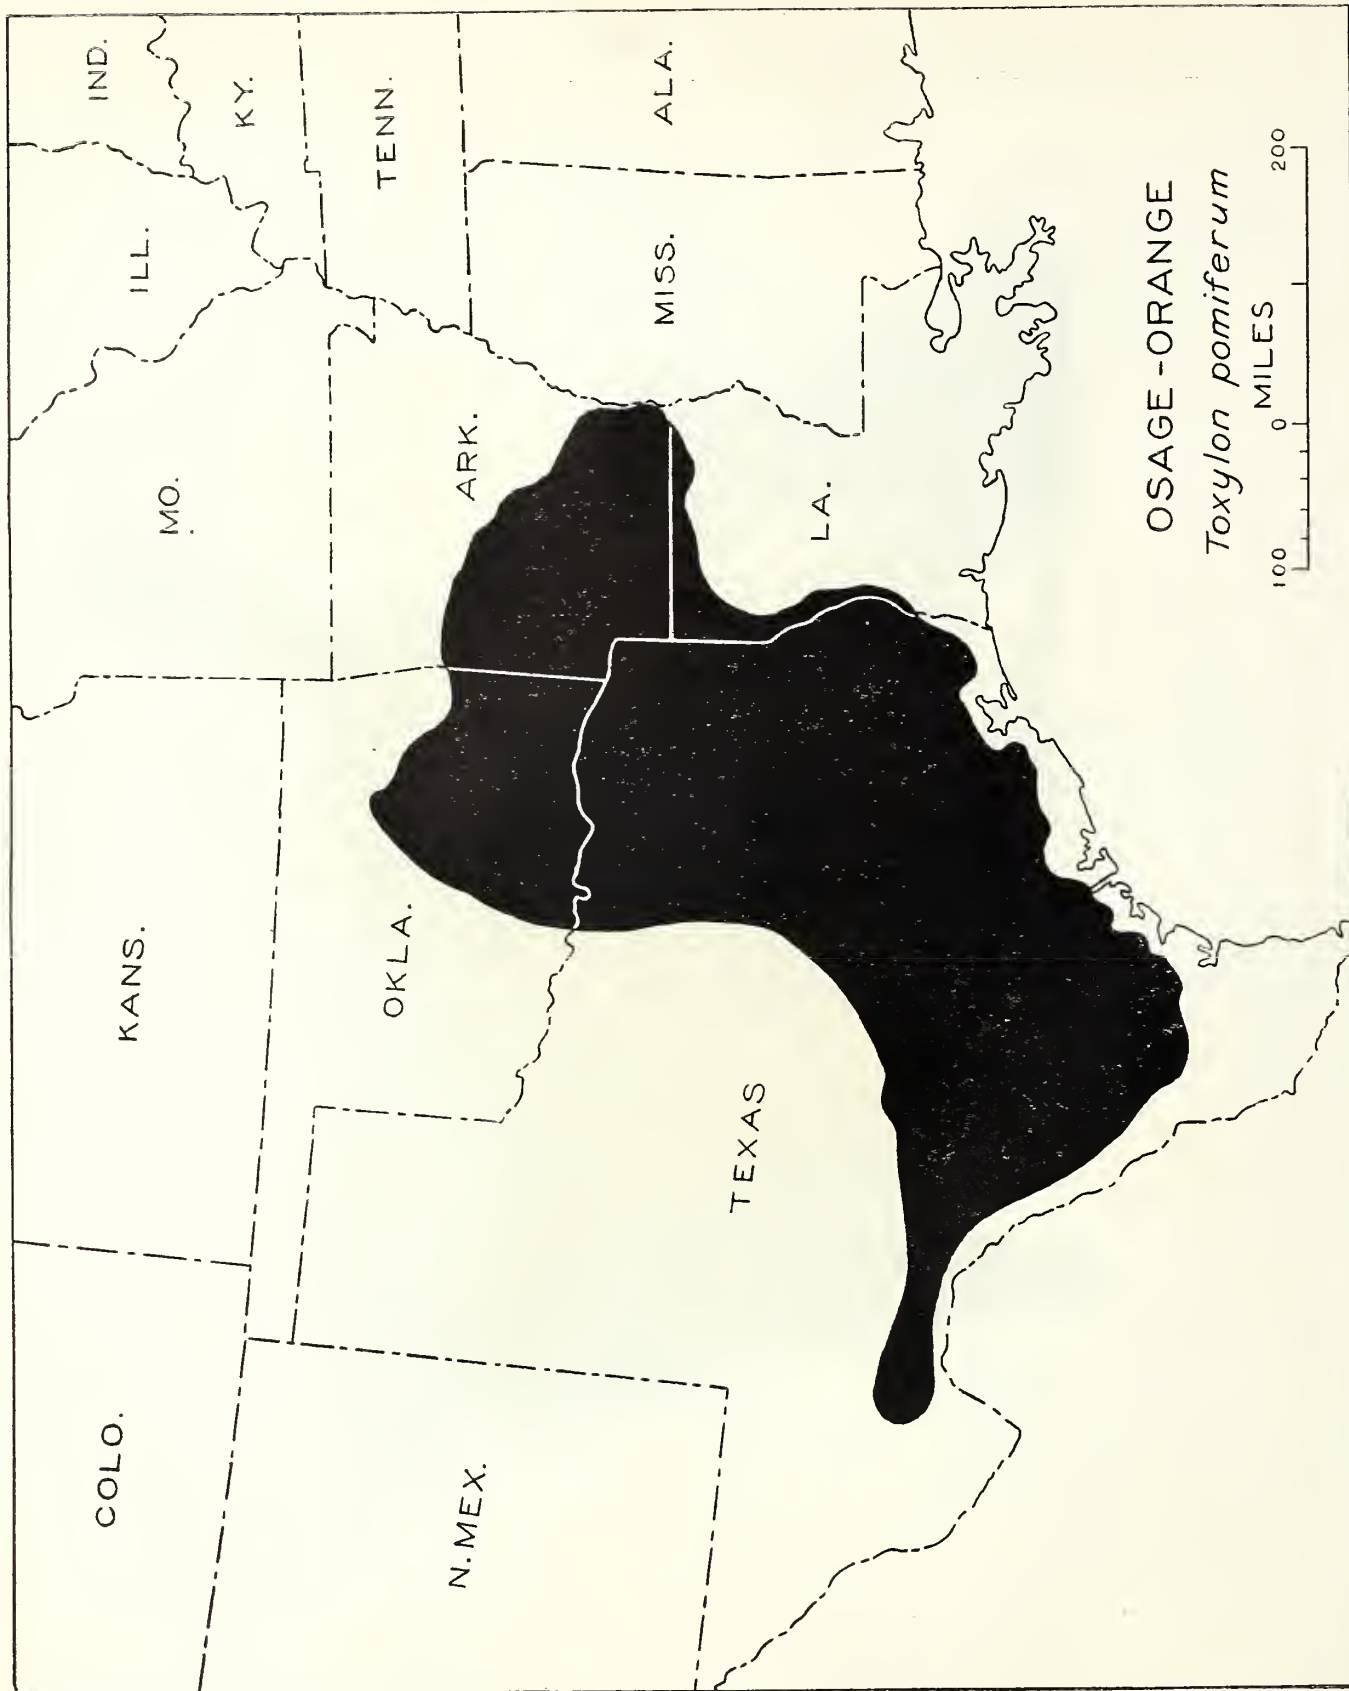 COLO.
KANS.
MO.
ILL.
IND.
KY.
TENN.
N. MEX.
OKLA.
ARK.
TEXAS
LA.
MISS.
ALA.
OSAGE-ORANGE
Toxylon pomiferum
MILES
100 0 200